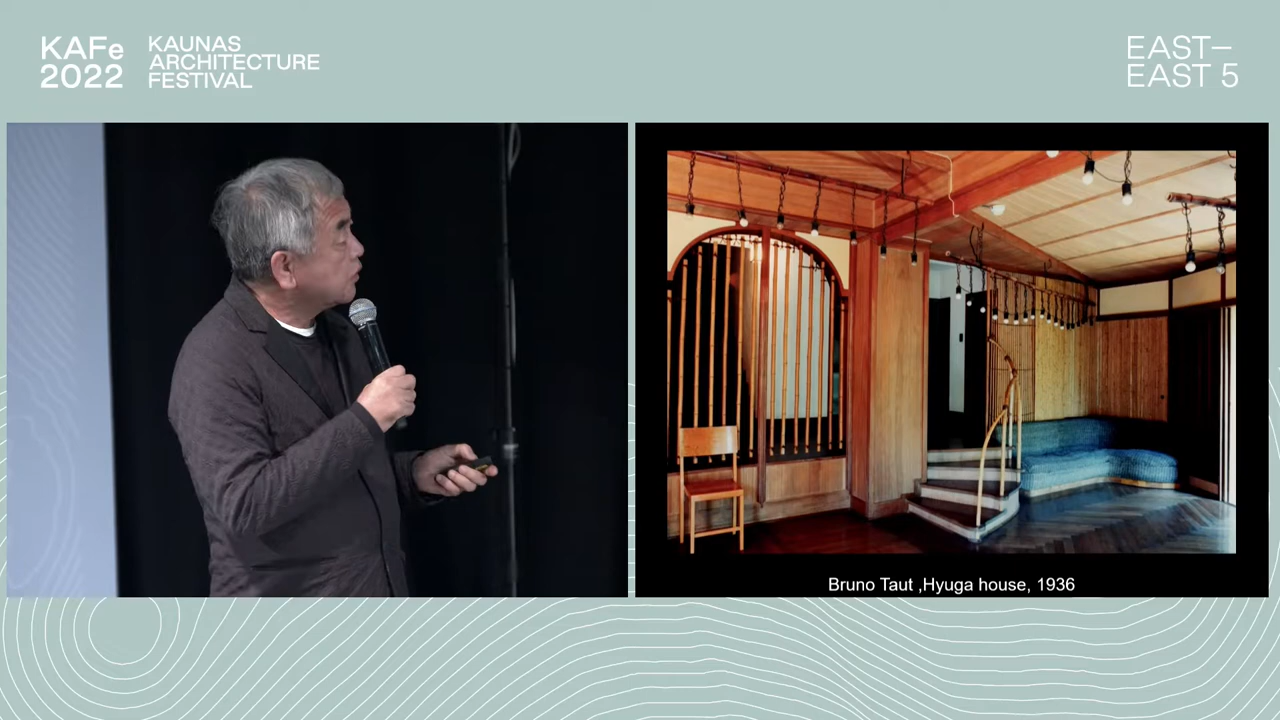 KAFe
2022
KAUNAS
ARCHITECTURE
FESTIVAL
EAST—
EAST 5
Bruno Taut ,Hyuga house, 1936